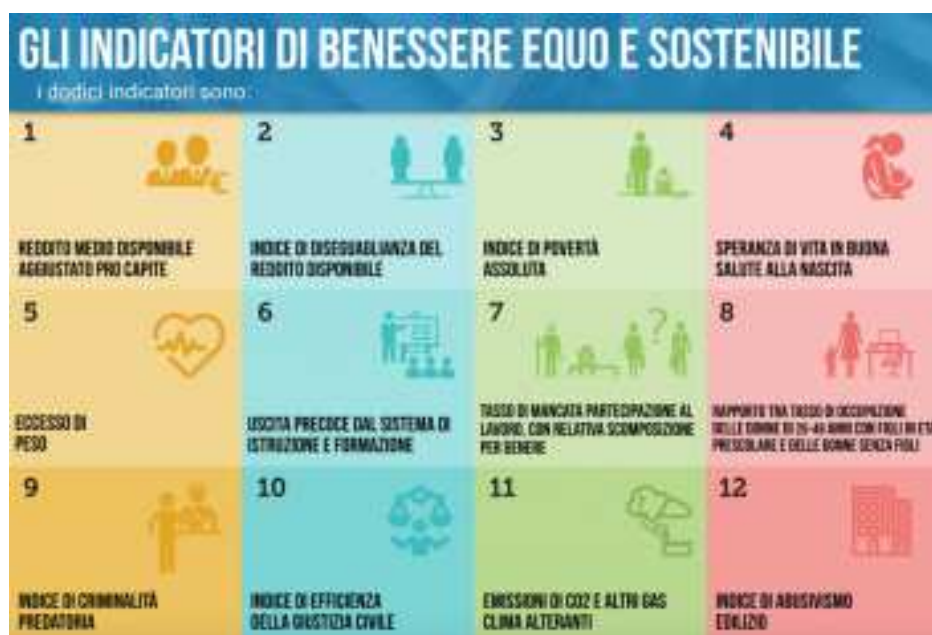 GLI INDICATORI DI BENESSERE EQUO E SOSTENIBILE
i dodici indicatori sono:
1
REDDITO MEDIO DISPONIBILE
AGGIUSTATO PRO CAPITE
2
INDICE DI DISEGUAGLIANZA DEL
REDDITO DISPONIBILE
3
INDICE DI POVERTÀ
ASSOLUTA
4
SPERANZA DI VITA IN BUONA
SALUTE ALLA NASCITA
5
ECCESSO DI
PESO
6
USCITA PRECOCE DAL SISTEMA DI
ISTRUZIONE E FORMAZIONE
7
?
TASSO DI MANCATA PARTECIPAZIONE AL
LAVORO, CON RELATIVA SCOMPOSIZIONE
PER GENERE
8
RAPPORTO TRA TASSO DI OCCUPAZIONE
DELLE DONNE DI 25-49 ANNI CON FIGLI IN ETÀ
PRESCOLARE E DELLE DONNE SENZA FIGLI
9
INDICE DI CRIMINALITÀ
PREDATORIA
10
INDICE DI EFFICIENZA
DELLA GIUSTIZIA CIVILE
11
EMISSIONI DI CO2 E ALTRI GAS
CLIMA ALTERANTI
12
INDICE DI ABUSIVISMO
EDILIZIO